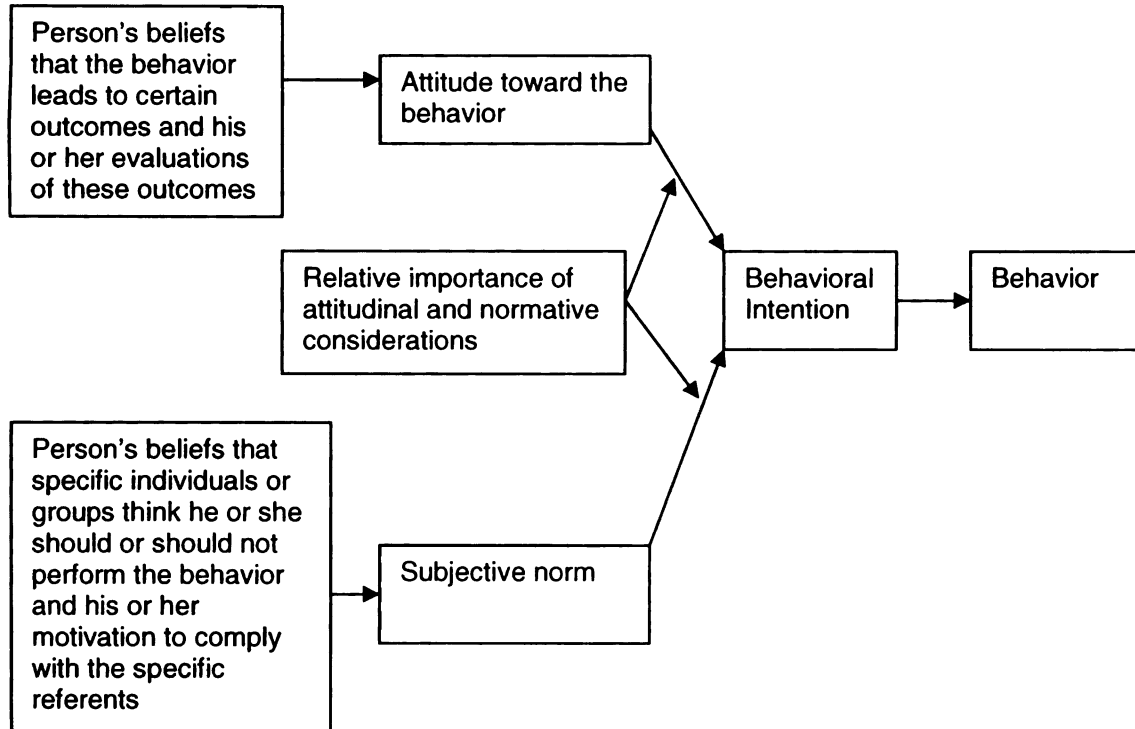 Person's beliefs
that the behavior
leads to certain
outcomes and his
or her evaluations
of these outcomes
Attitude toward the
behavior
Relative importance of
attitudinal and normative
considerations
Behavioral
Intention
Behavior
Person's beliefs that
specific individuals or
groups think he or she
should or should not
perform the behavior
and his or her
motivation to comply
with the specific
referents
Subjective norm